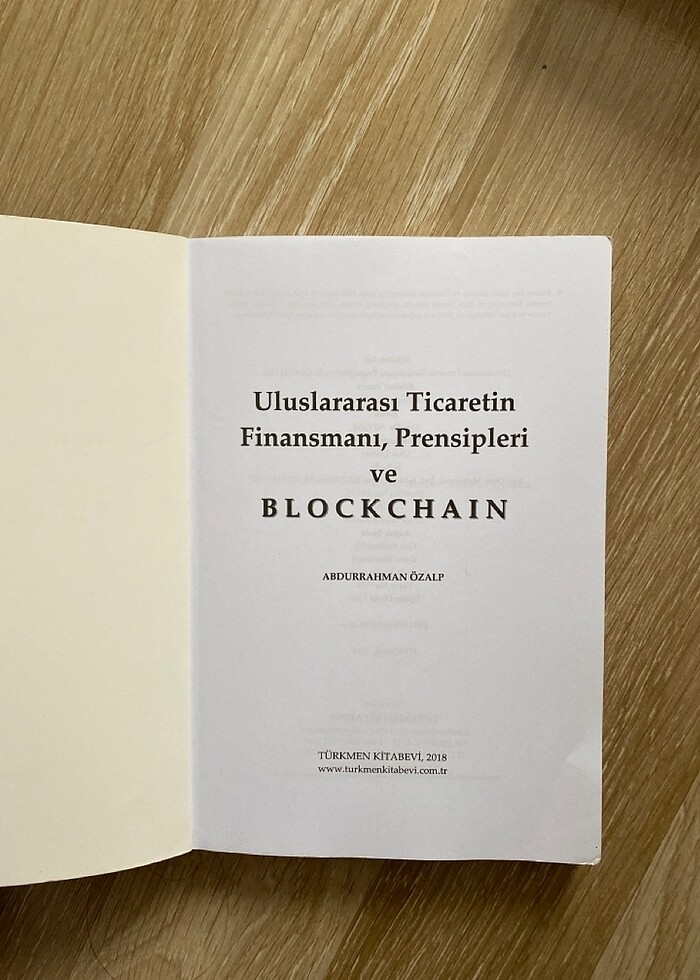 Uluslararası Ticaretin
Finansmanı, Prensipleri
ve
BLOCKCHAIN
ABDURRAHMAN ÖZALP
TÜRKMEN KİTABEVİ, 2018
www.turkmenkitabevi.com.tr